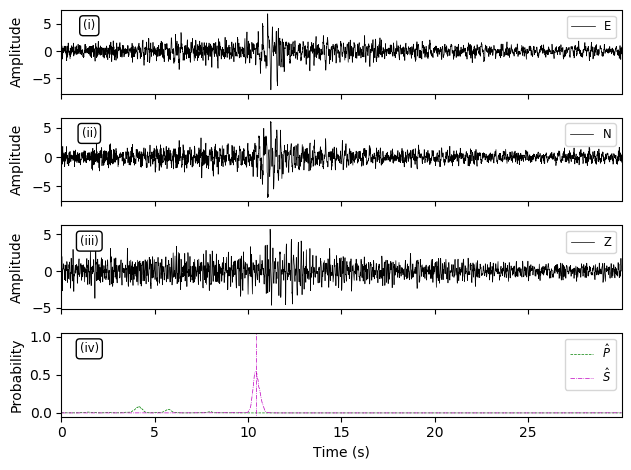 (i)
E
Amplitude
5
0
−5
(ii)
N
Amplitude
5
0
−5
(iii)
Z
Amplitude
5
0
−5
(iv)
P̂
Ŝ
Probability
1.0
0.5
0.0
0 5 10 15 20 25
Time (s)